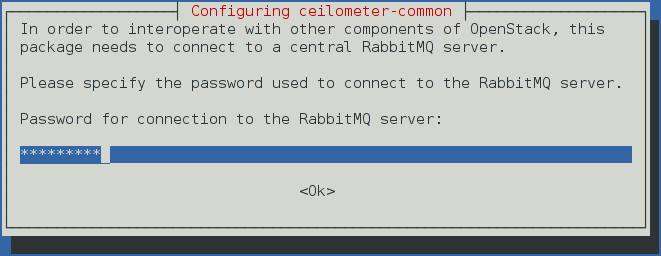 Configuring ceilometer-common
In order to interoperate with other components of OpenStack, this
package needs to connect to a central RabbitMQ server.
Please specify the password used to connect to the RabbitMQ server.
Password for connection to the RabbitMQ server:
*********_
<Ok>